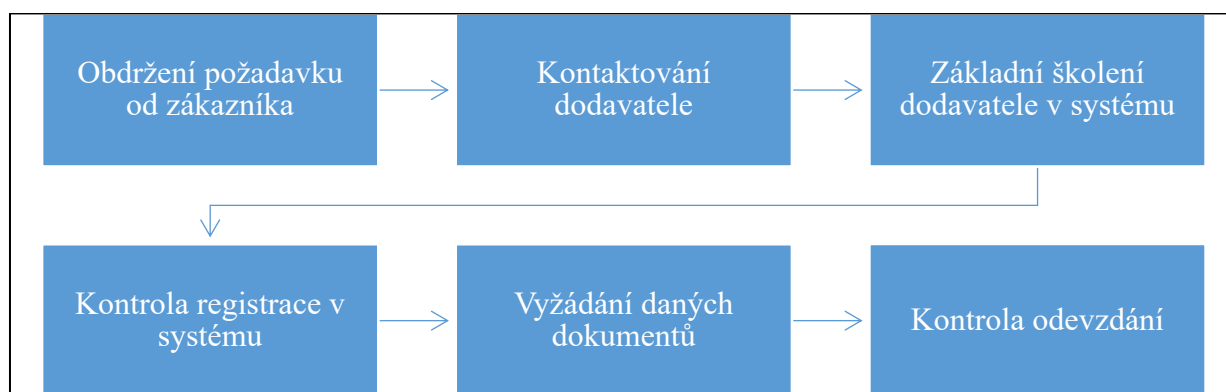 Obdržení požadavku
od zákazníka
Kontaktování
dodavatele
Základní školení
dodavatele v systému
Kontrola registrace v
systému
Vyžádání daných
dokumentů
Kontrola odevzdání